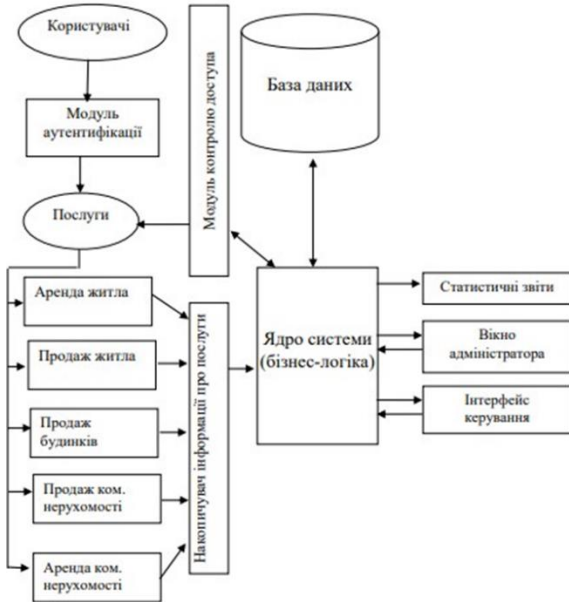 Користувачі
Модуль
аутентифікації
Послуги
Модуль контролю доступа
База даних
Аренда житла
Продаж житла
Продаж
будинків
Продаж ком.
нерухомості
Аренда ком.
нерухомості
Накопичувач інформації про послуги
Ядро системи
(бізнес-логіка)
Статистичні звіти
Вікно
адміністратора
Інтерфейс
керування